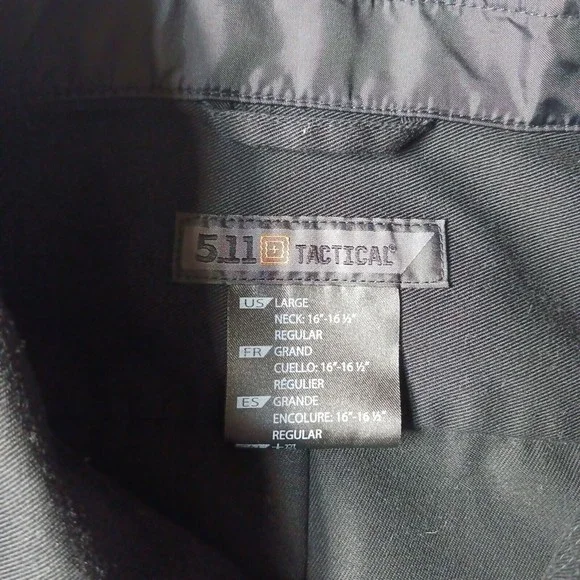 5.11 TACTICAL®
US LARGE
NECK: 16"-16 ½"
REGULAR
FR GRAND
CUELLO: 16"-16 ½"
RÉGULIER
ES GRANDE
ENCOLURE: 16"-16 ½"
REGULAR